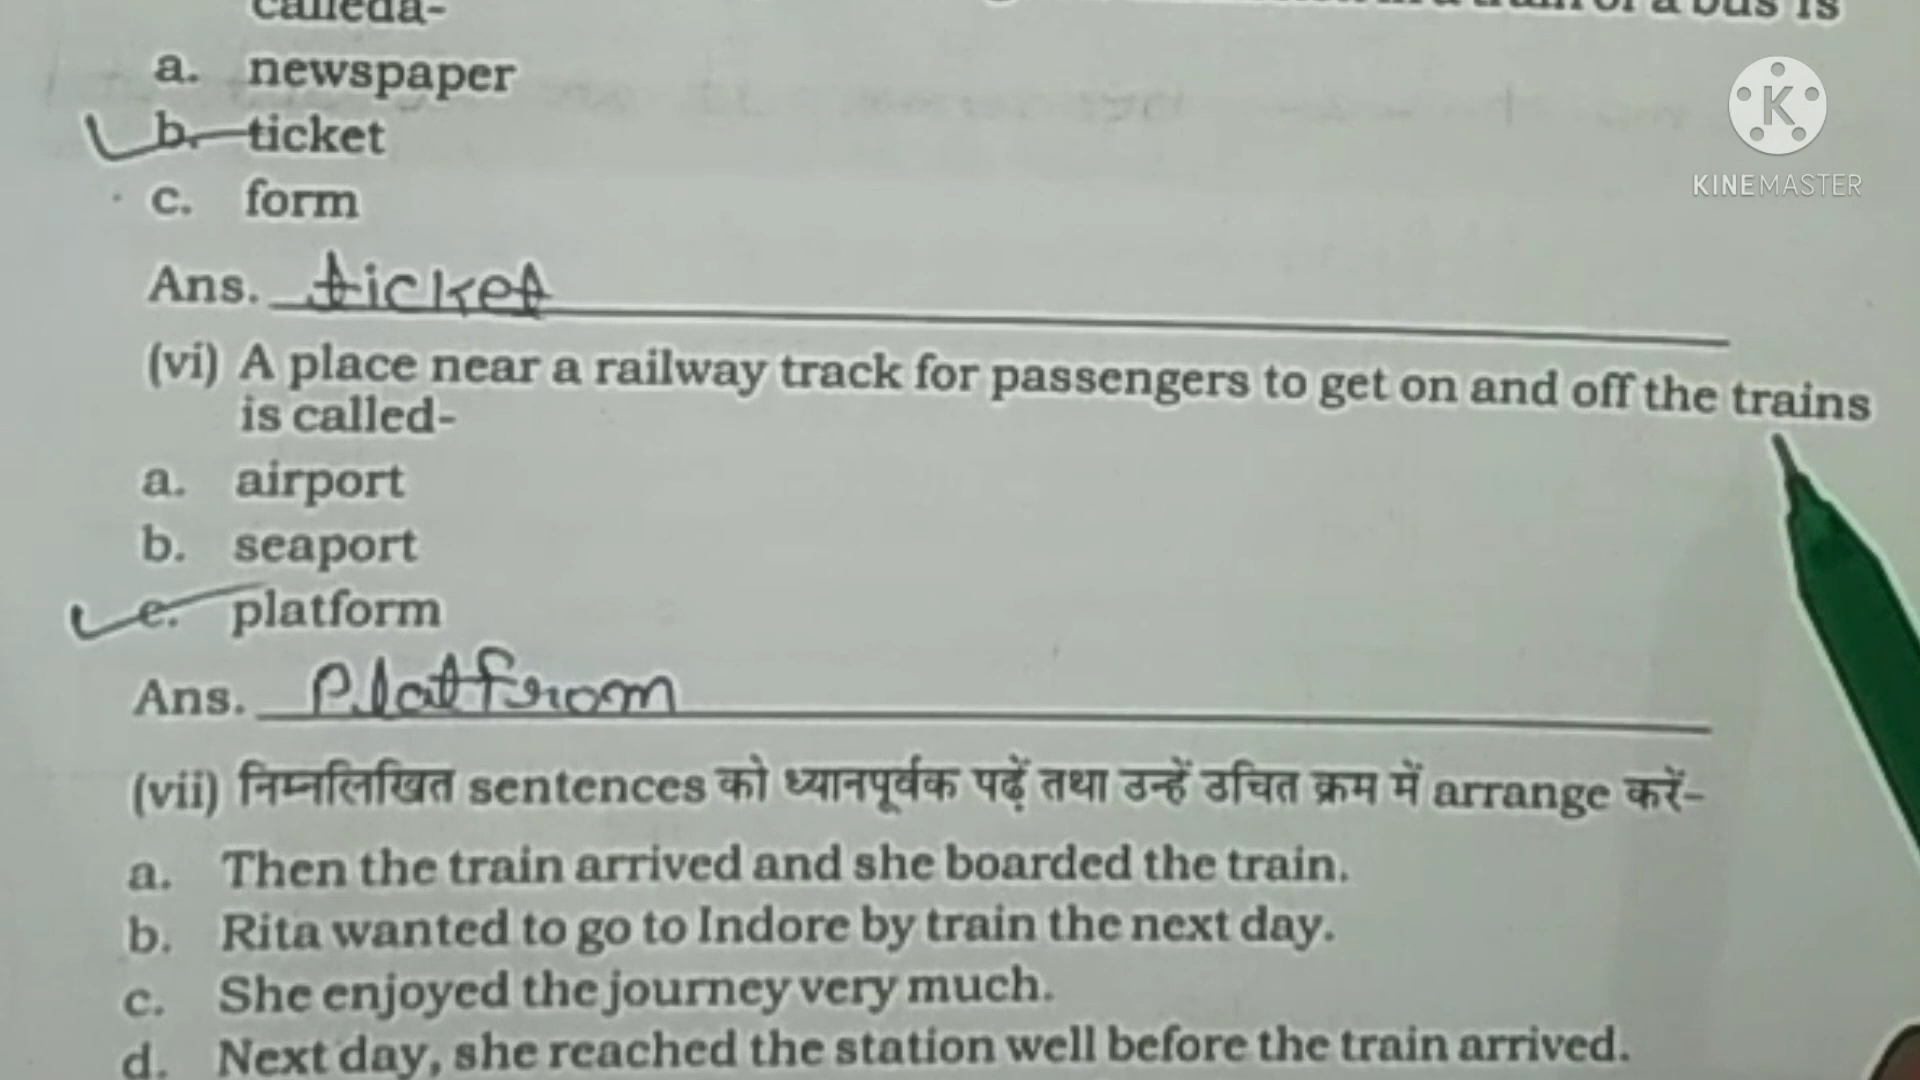 calleda-
a bus is
a. newspaper
b. ticket
c. form
Ans. ticket
(vi) A place near a railway track for passengers to get on and off the trains
is called-
a. airport
b. seaport
c. platform
Ans. Platfrom
(vii) निम्नलिखित sentences को ध्यानपूर्वक पढ़ें तथा उन्हें उचित क्रम में arrange करें-
a. Then the train arrived and she boarded the train.
b. Rita wanted to go to Indore by train the next day.
c. She enjoyed the journey very much.
d. Next day, she reached the station well before the train arrived.
K
KINEMASTER